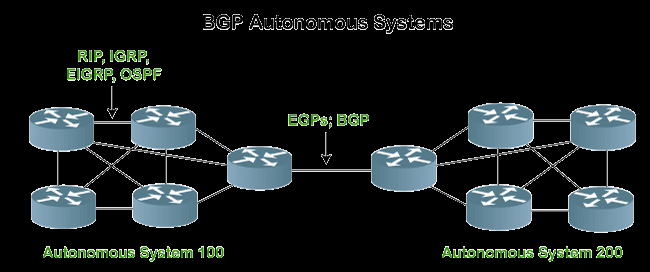 BGP Autonomous Systems
RIP, IGRP,
EIGRP, OSPF
EGPs; BGP
Autonomous System 100
Autonomous System 200